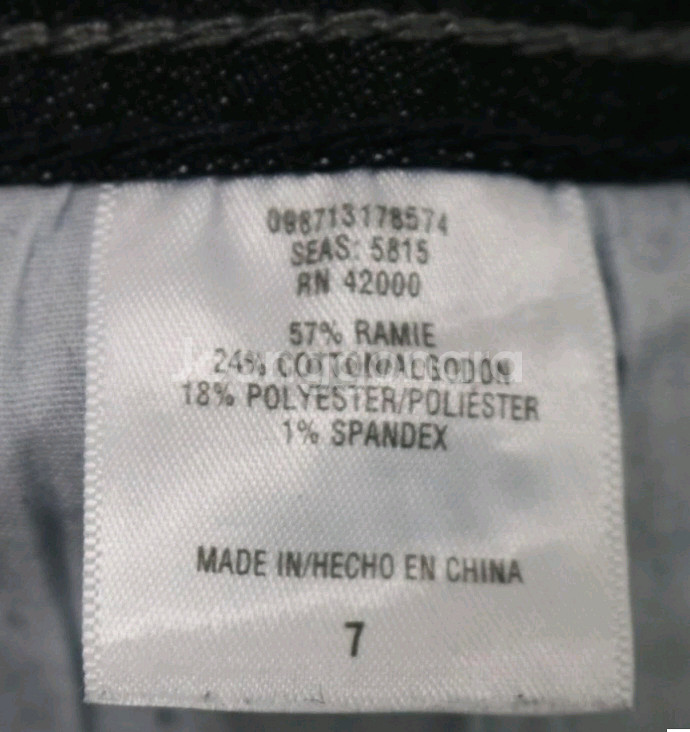 098713178574
SEAS: 5815
RN 42000
57% RAMIE
24% COTTON/ALGODON
18% POLYESTER/POLIESTER
1% SPANDEX
MADE IN/HECHO EN CHINA
7